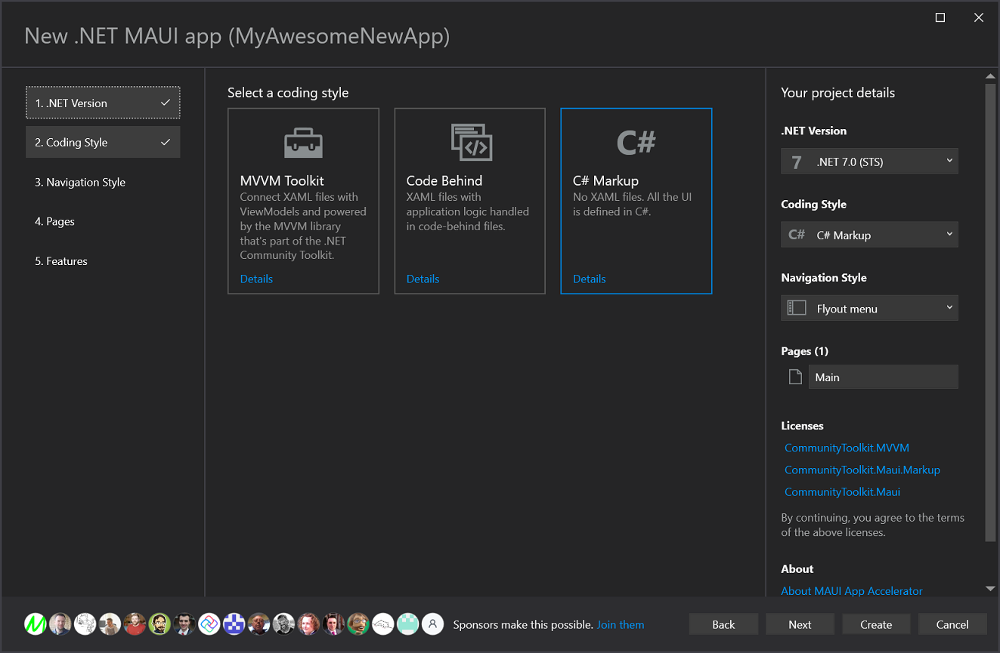 New .NET MAUI app (MyAwesomeNewApp)
1. .NET Version
2. Coding Style
3. Navigation Style
4. Pages
5. Features
Select a coding style
MVVM Toolkit
Connect XAML files with
ViewModels and powered
by the MVVM library
that's part of the .NET
Community Toolkit.
Details
</>
Code Behind
XAML files with
application logic handled
in code-behind files.
Details
C#
C# Markup
No XAML files. All the UI
is defined in C#.
Details
Your project details
.NET Version
7 .NET 7.0 (STS)
Coding Style
C# C# Markup
Navigation Style
Flyout menu
Pages (1)
Main
Licenses
CommunityToolkit.MVVM
CommunityToolkit.Maui.Markup
CommunityToolkit.Maui
By continuing, you agree to the terms
of the above licenses.
About
About MAUI App Accelerator
Sponsors make this possible. Join them
Back
Next
Create
Cancel